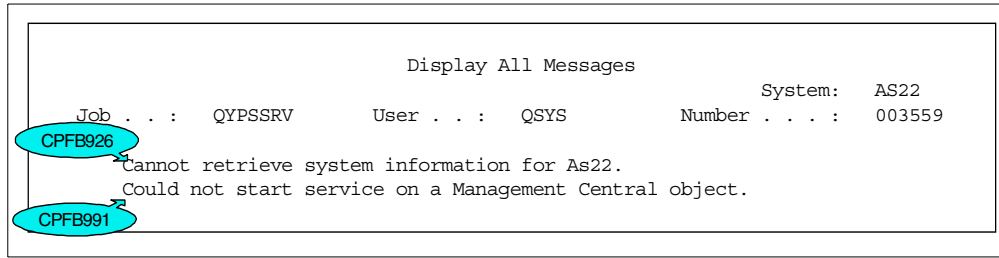 Display All Messages
System: AS22
Job . . : QYPSSRV User . . : QSYS Number . . . : 003559
CPFB926
Cannot retrieve system information for As22.
Could not start service on a Management Central object.
CPFB991